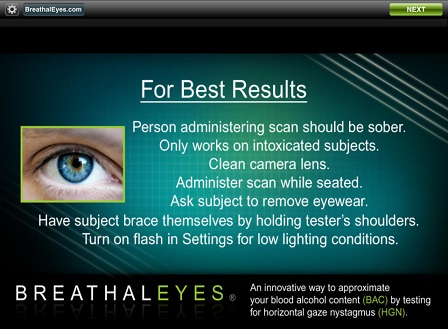 BreathalEyes.com
NEXT
For Best Results
Person administering scan should be sober.
Only works on intoxicated subjects.
Clean camera lens.
Administer scan while seated.
Ask subject to remove eyewear.
Have subject brace themselves by holding tester's shoulders.
Turn on flash in Settings for low lighting conditions.
BREATHALEYES®
An innovative way to approximate
your blood alcohol content (BAC) by testing
for horizontal gaze nystagmus (HGN).